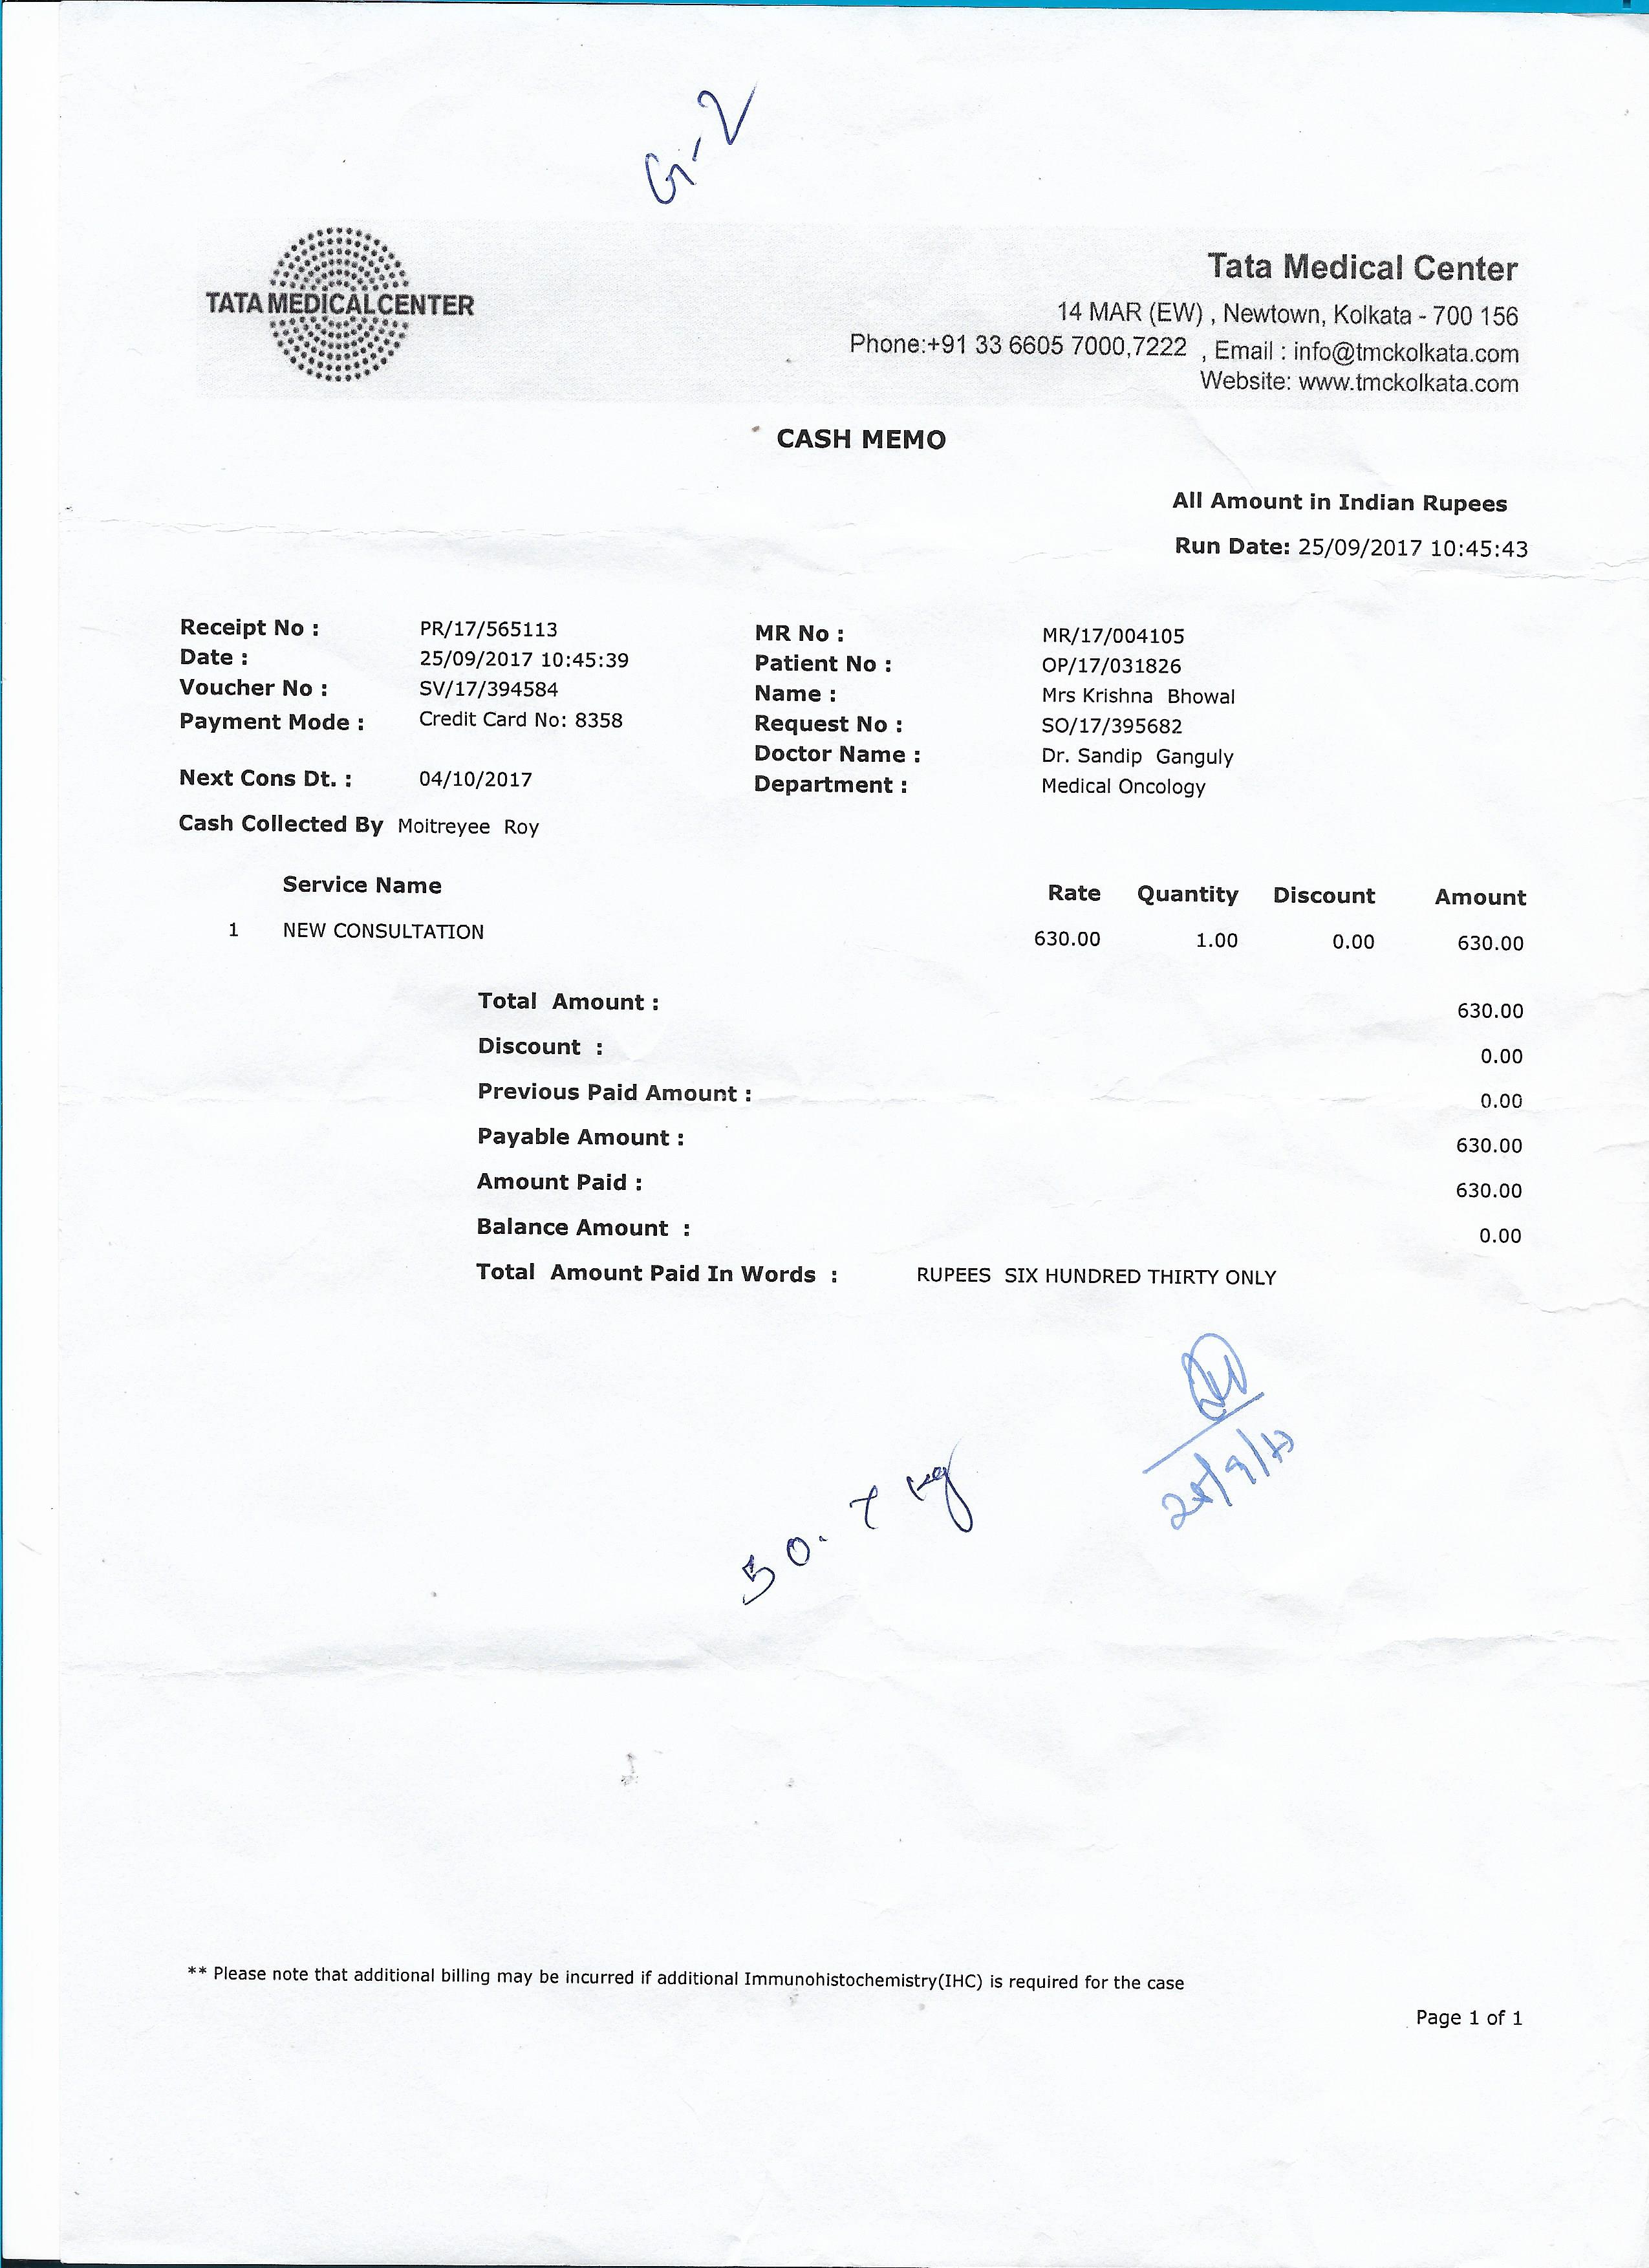 G-2
TATA MEDICAL CENTER
Tata Medical Center
14 MAR (EW) , Newtown, Kolkata - 700 156
Phone:+91 33 6605 7000,7222 , Email : info@tmckolkata.com
Website: www.tmckolkata.com
CASH MEMO
All Amount in Indian Rupees
Run Date: 25/09/2017 10:45:43
Receipt No : PR/17/565113
Date : 25/09/2017 10:45:39
Voucher No : SV/17/394584
Payment Mode : Credit Card No: 8358
Next Cons Dt. : 04/10/2017
Cash Collected By Moitreyee Roy
MR No : MR/17/004105
Patient No : OP/17/031826
Name : Mrs Krishna Bhowal
Request No : SO/17/395682
Doctor Name : Dr. Sandip Ganguly
Department : Medical Oncology
Service Name Rate Quantity Discount Amount
1 NEW CONSULTATION 630.00 1.00 0.00 630.00
Total Amount : 630.00
Discount : 0.00
Previous Paid Amount : 0.00
Payable Amount : 630.00
Amount Paid : 630.00
Balance Amount : 0.00
Total Amount Paid In Words : RUPEES SIX HUNDRED THIRTY ONLY
25/9/17
50.7 kg
** Please note that additional billing may be incurred if additional Immunohistochemistry(IHC) is required for the case
Page 1 of 1